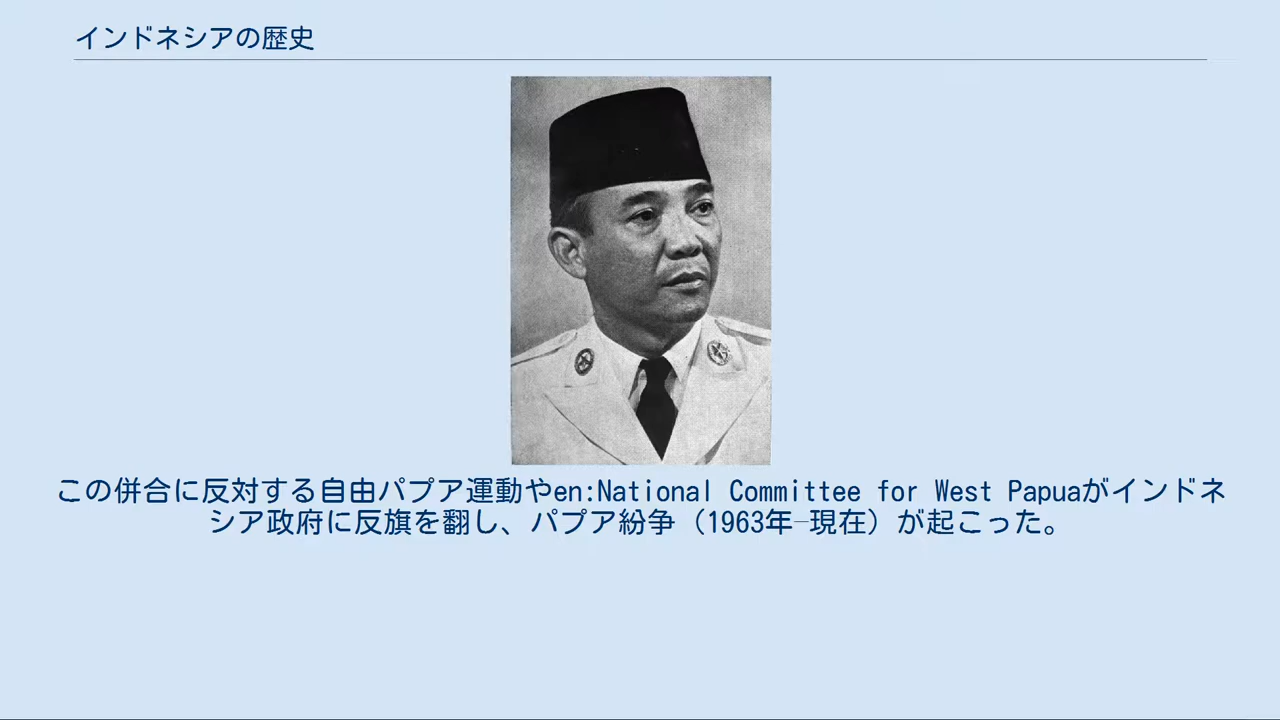 インドネシアの歴史
この併合に反対する自由パプア運動やen:National Committee for West Papuaがインドネ
シア政府に反旗を翻し、パプア紛争（1963年–現在）が起こった。